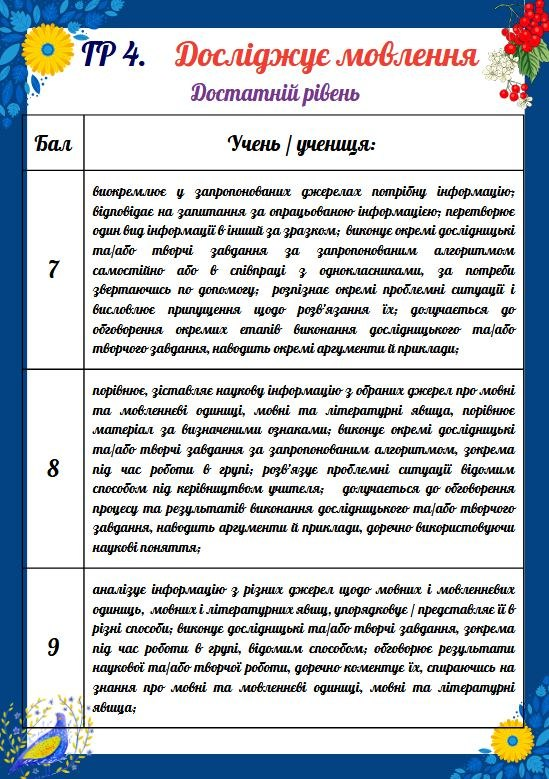 ГР 4. Досліджує мовлення
Достатній рівень
Бал
Учень / учениця:
7
виокремлює у запропонованих джерелах потрібну інформацію;
відповідає на запитання за опрацьованою інформацією; перетворює
один вид інформації в інший за зразком; виконує окремі дослідницькі
та/або творчі завдання за запропонованим алгоритмом
самостійно або в співпраці з однокласниками, за потреби
звертаючись по допомогу; розпізнає окремі проблемні ситуації і
висловлює припущення щодо розв’язання їх; долучається до
обговорення окремих етапів виконання дослідницького та/або
творчого завдання, наводить окремі аргументи й приклади;
8
порівнює, зіставляє наукову інформацію з обраних джерел про мовні
та мовленнєві одиниці, мовні та літературні явища, порівнює
матеріал за визначеними ознаками; виконує окремі дослідницькі
та/або творчі завдання за запропонованим алгоритмом, зокрема
під час роботи в групі; розв’язує проблемні ситуації відомим
способом під керівництвом учителя; долучається до обговорення
процесу та результатів виконання дослідницького та/або творчого
завдання, наводить аргументи й приклади, доречно використовуючи
наукові поняття;
9
аналізує інформацію з різних джерел щодо мовних і мовленнєвих
одиниць, мовних і літературних явищ, упорядковує / представляє її в
різні способи; виконує дослідницькі та/або творчі завдання, зокрема
під час роботи в групі, відомим способом; обговорює результати
наукової та/або творчої роботи, доречно коментує їх, спираючись на
знання про мовні та мовленнєві одиниці, мовні та літературні
явища;